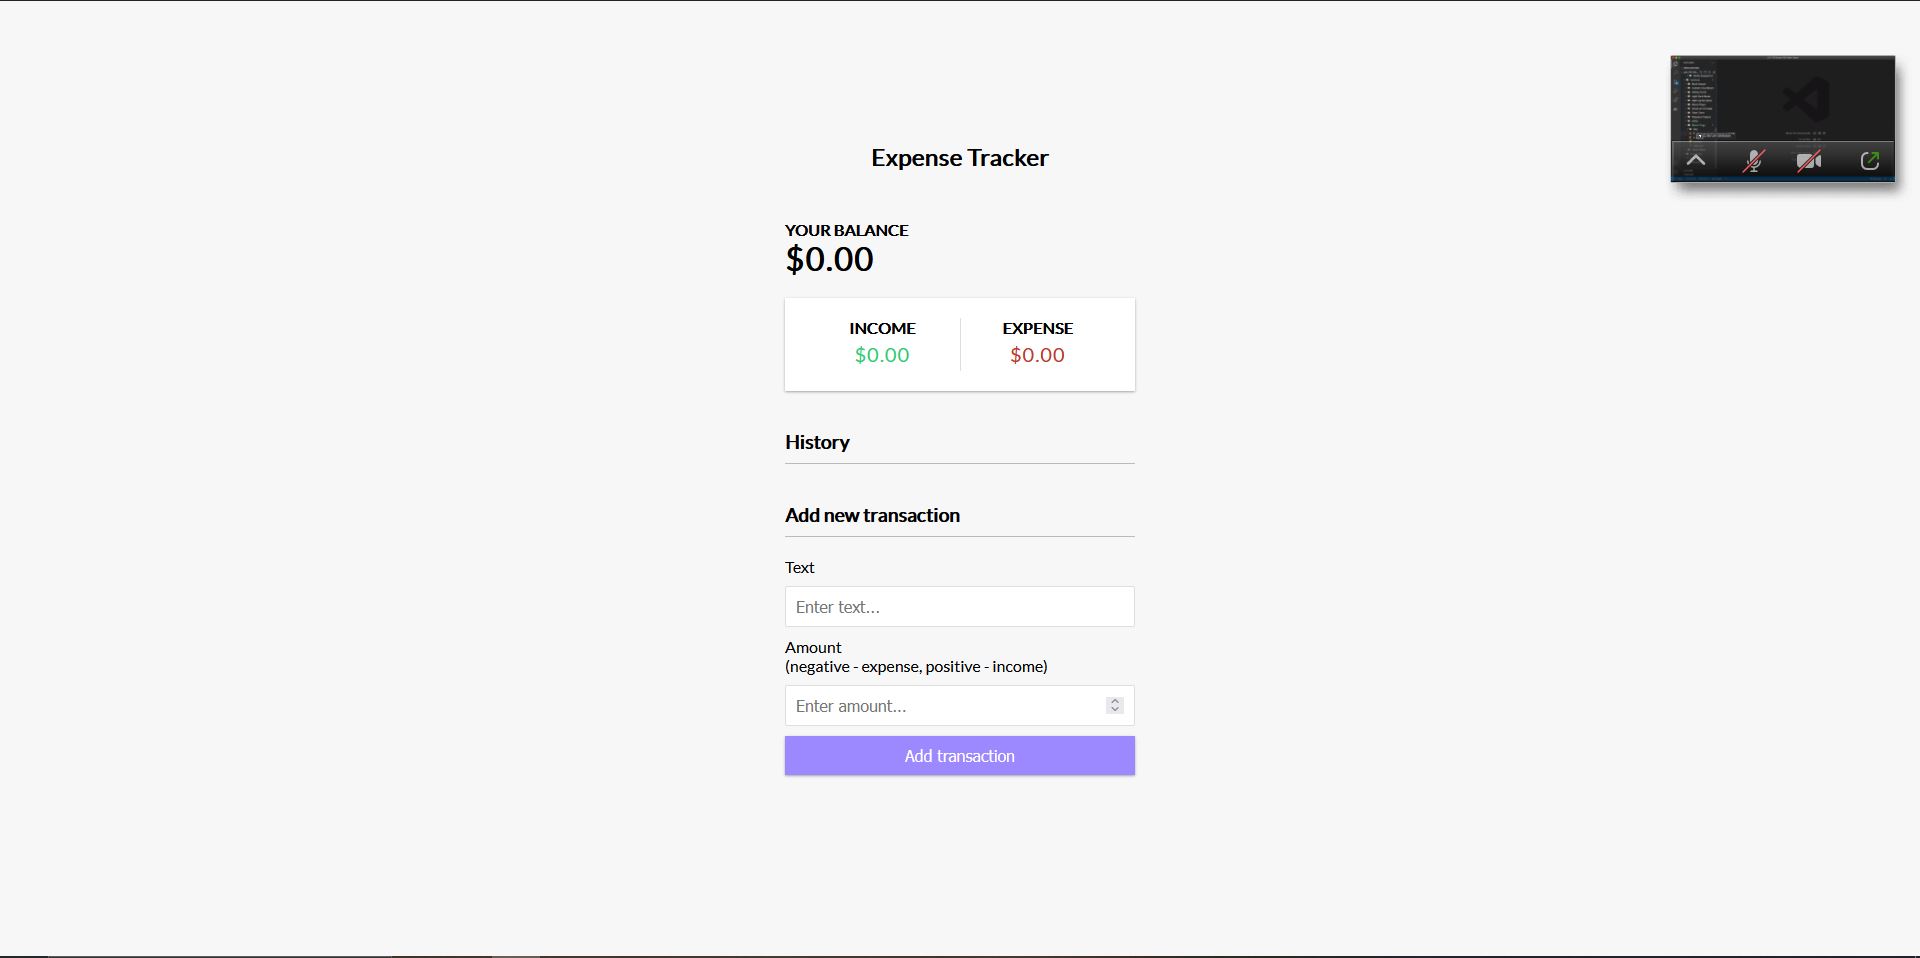 Expense Tracker
YOUR BALANCE
$0.00
INCOME
EXPENSE
$0.00
$0.00
History
Add new transaction
Text
Enter text...
Amount
(negative - expense, positive - income)
Enter amount...
Add transaction